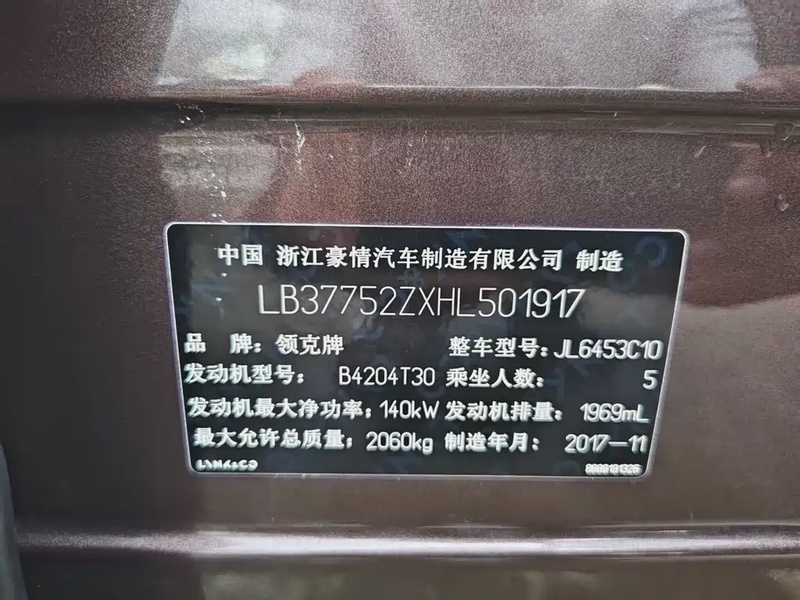 中国 浙江豪情汽车制造有限公司 制造
LB37752ZXHL501917
品 牌：领克牌 整车型号：JL6453C10
发动机型号： B4204T30 乘坐人数： 5
发动机最大净功率：140kW 发动机排量： 1969mL
最大允许总质量：2060kg 制造年月： 2017-11
LYNK&CO